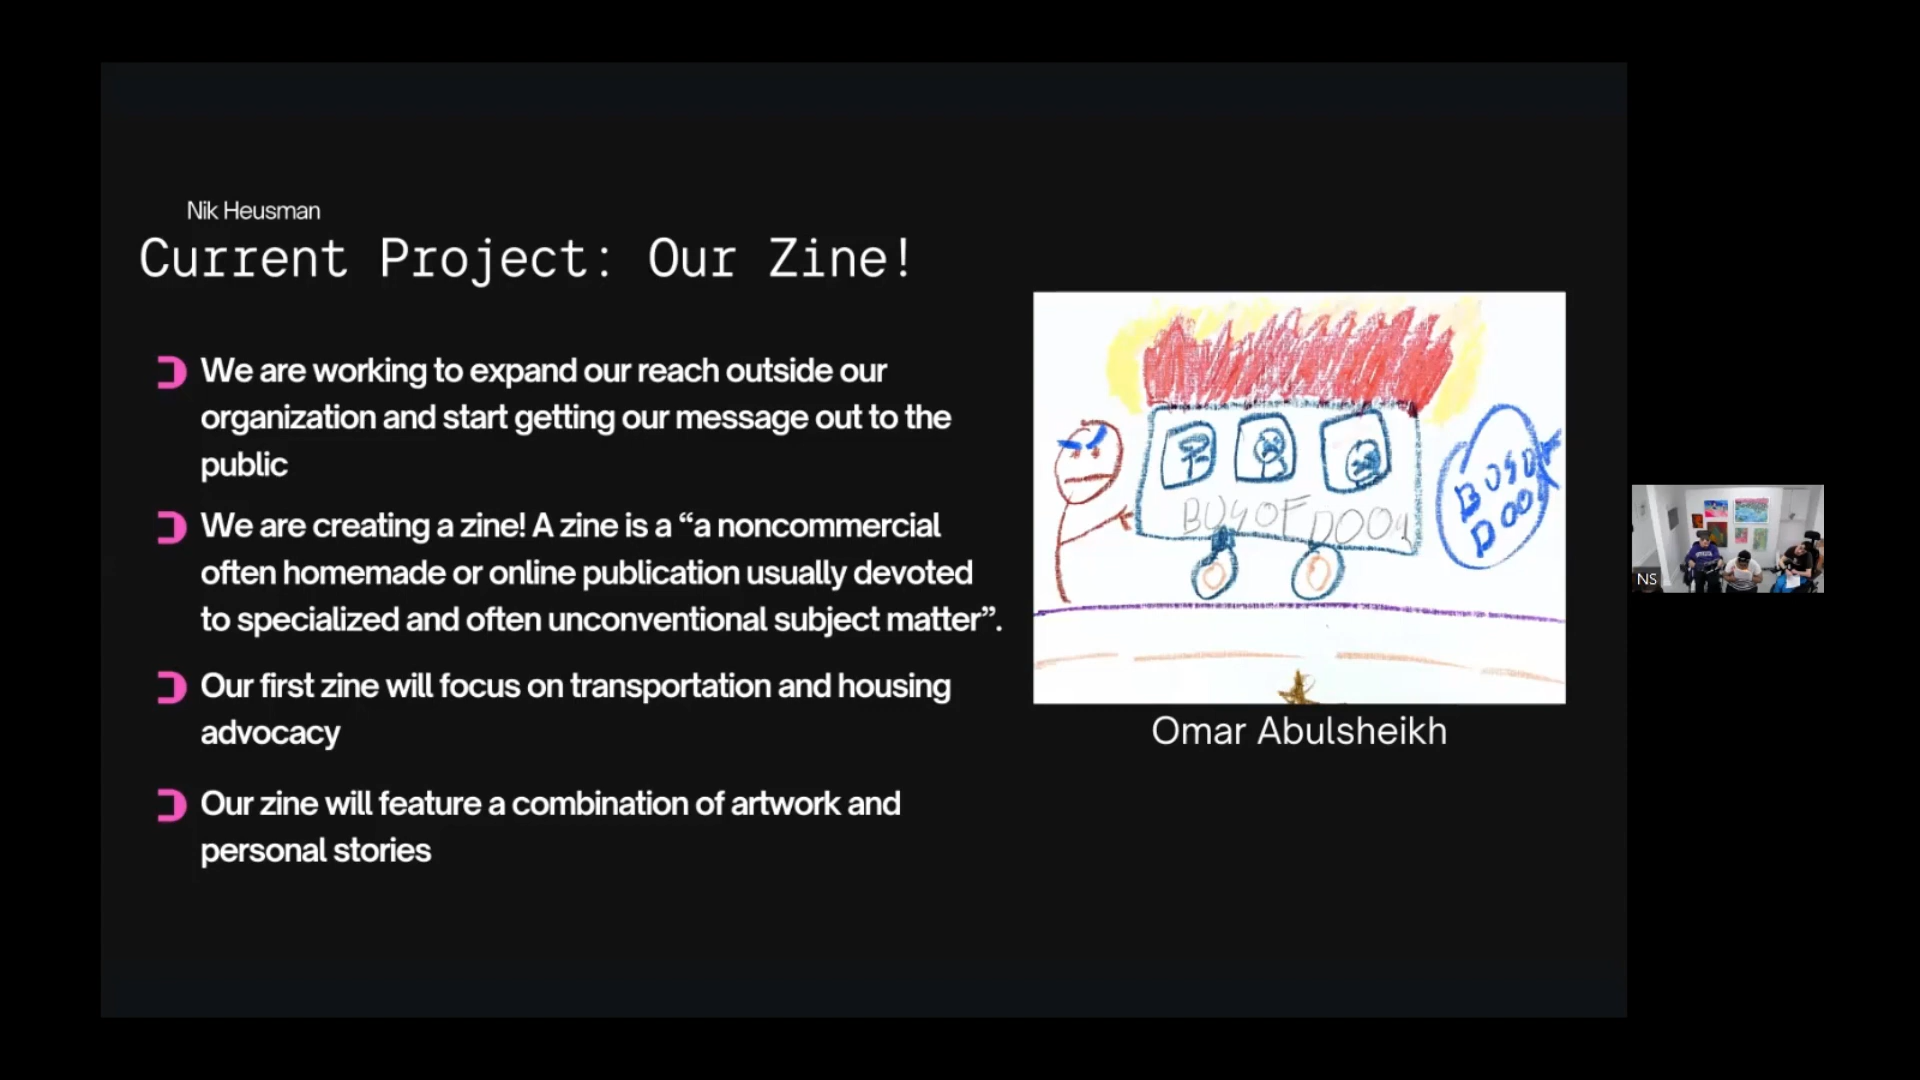 Nik Heusman
Current Project: Our Zine!
We are working to expand our reach outside our
organization and start getting our message out to the
public
We are creating a zine! A zine is a “a noncommercial
often homemade or online publication usually devoted
to specialized and often unconventional subject matter”.
Our first zine will focus on transportation and housing
advocacy
Our zine will feature a combination of artwork and
personal stories
BUS OF DOOM
BUS OF
DOOM
Omar Abulsheikh
NS